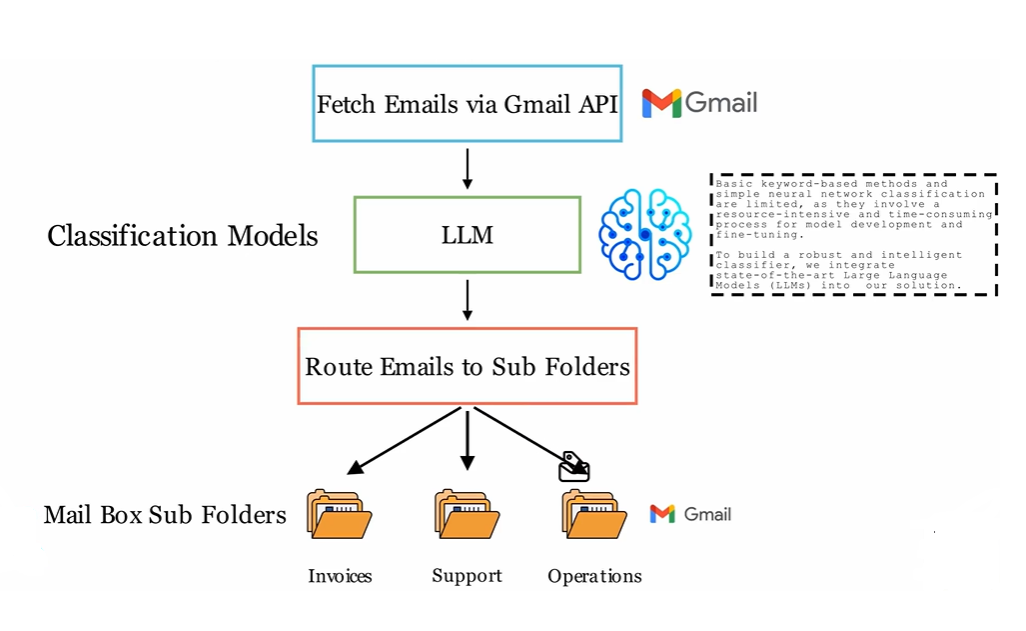 Fetch Emails via Gmail API
Gmail
Classification Models
LLM
Basic keyword-based methods and
simple neural network classification
are limited, as they involve a
resource-intensive and time-consuming
process for model development and
fine-tuning.
To build a robust and intelligent
classifier, we integrate
state-of-the-art Large Language
Models (LLMs) into our solution.
Route Emails to Sub Folders
Mail Box Sub Folders
Gmail
Invoices
Support
Operations